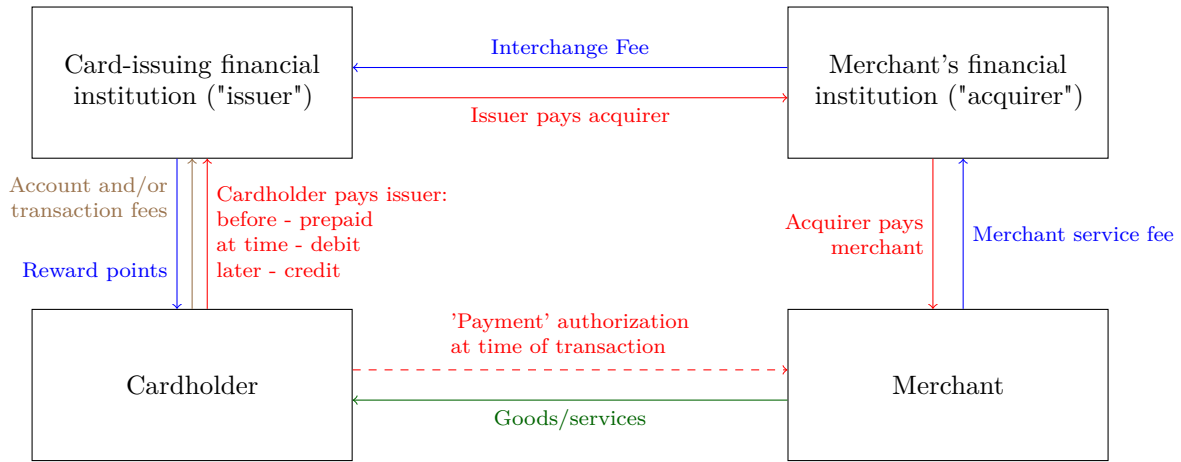 Card-issuing financial
institution ("issuer")
Interchange Fee
Issuer pays acquirer
Merchant's financial
institution ("acquirer")
Account and/or
transaction fees
Reward points
Cardholder pays issuer:
before - prepaid
at time - debit
later - credit
Acquirer pays
merchant
Merchant service fee
Cardholder
'Payment' authorization
at time of transaction
Goods/services
Merchant